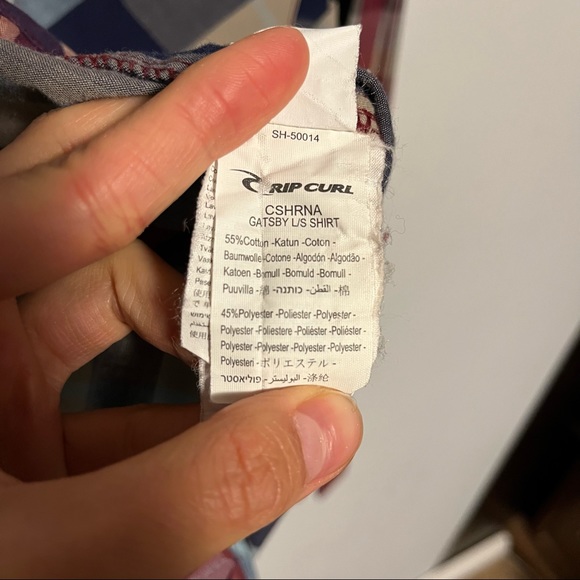 SH-50014
RIP CURL
CSHRNA
GATSBY L/S SHIRT
55%Cotton -Katun -Coton -
Baumwolle -Cotone -Algodón -Algodão -
Katoen -Bomull -Bomuld -Bomull -
Puuvilla -綿 -כותנה -القطن -棉
45%Polyester -Poliester -Polyester -
Polyester -Poliestere -Poliéster -Poliéster -
Polyester -Polyester -Polyester -Polyester -
Polyesteri -ポリエステル -
פוליאסטר -البوليستر -涤纶